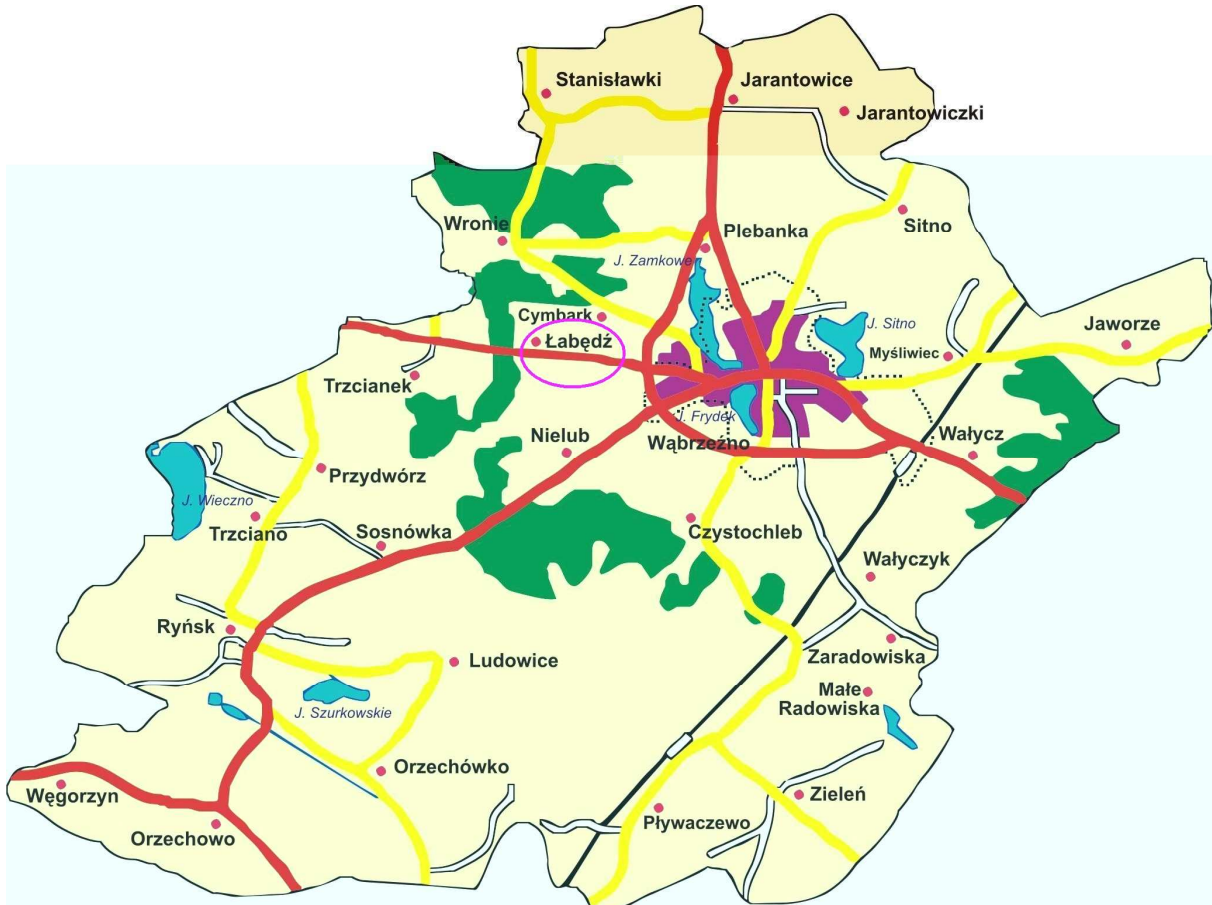 Stanisławki
Jarantowice
Jarantowiczki
Wronie
Plebanka
Sitno
J. Zamkowe
Cymbark
Łabędź
J. Sitno
Jaworze
Myśliwiec
Trzcianek
J. Frydek
Nielub
Wąbrzeźno
Wałycz
Przydwórz
J. Wieczno
Trzciano
Sosnówka
Czystochleb
Wałyczyk
Ryńsk
Ludowice
Zaradowiska
Małe
Radowiska
J. Szurkowskie
Orzechówko
Węgorzyn
Zieleń
Orzechowo
Pływaczewo